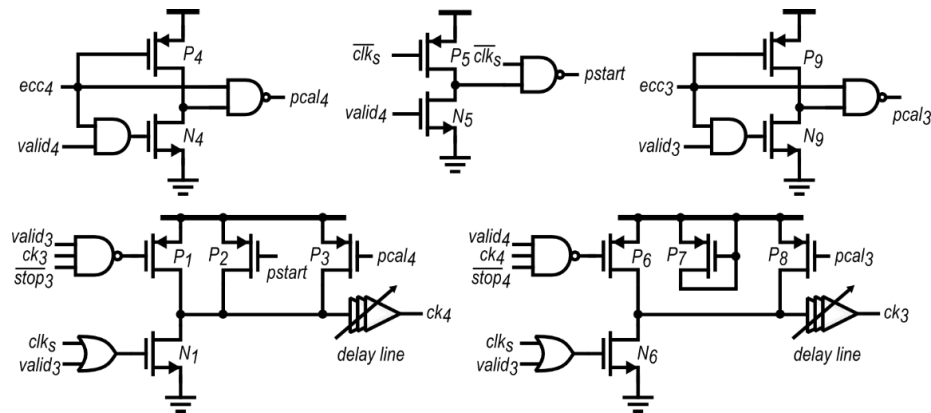 P4
ecc4
valid4
N4
pcal4
clks
P5
clks
valid4
N5
pstart
P9
ecc3
valid3
N9
pcal3
valid3
ck3
stop3
P1
P2
pstart
P3
pcal4
clks
valid3
N1
delay line
ck4
valid4
ck4
stop4
P6
P7
P8
pcal3
clks
valid3
N6
delay line
ck3